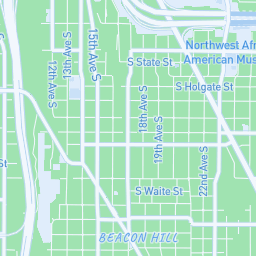 Northwest Afri
American Mus
S State St
S Holgate St
12th Ave S
13th Ave S
15th Ave S
18th Ave S
19th Ave S
22nd Ave S
S Waite St
BEACON HILL